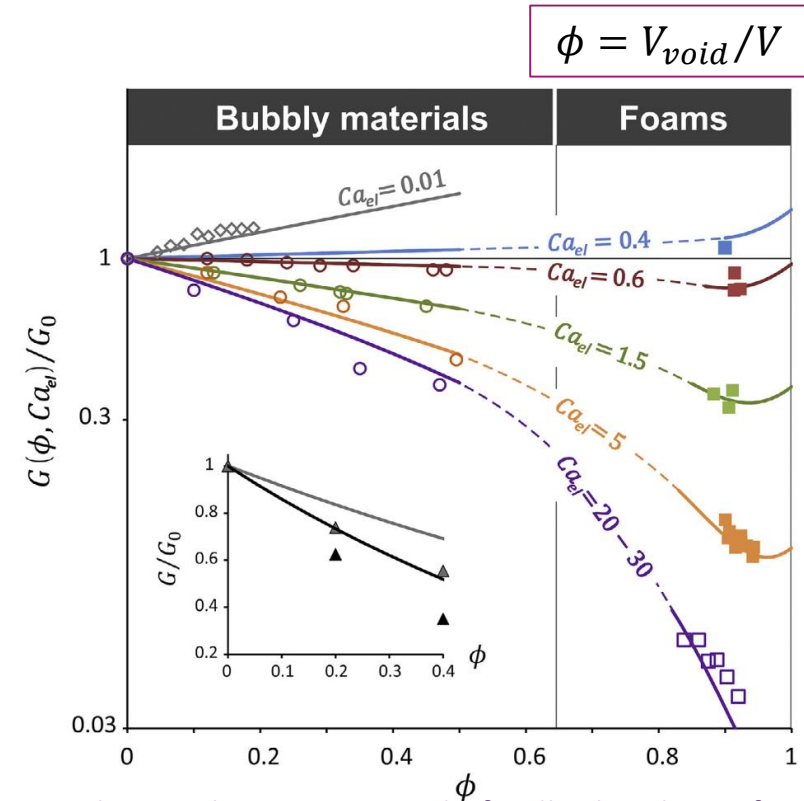 ϕ = V_void/V
Bubbly materials
Foams
Ca_el = 0.01
Ca_el = 0.4
Ca_el = 0.6
Ca_el = 1.5
Ca_el = 5
Ca_el = 20 – 30
G(ϕ, Ca_el)/G_0
1
0.3
0.03
0
0.2
0.4
0.6
0.8
1
ϕ
G/G_0
1
0.8
0.6
0.4
0.2
0
0.1
0.2
0.3
0.4
ϕ